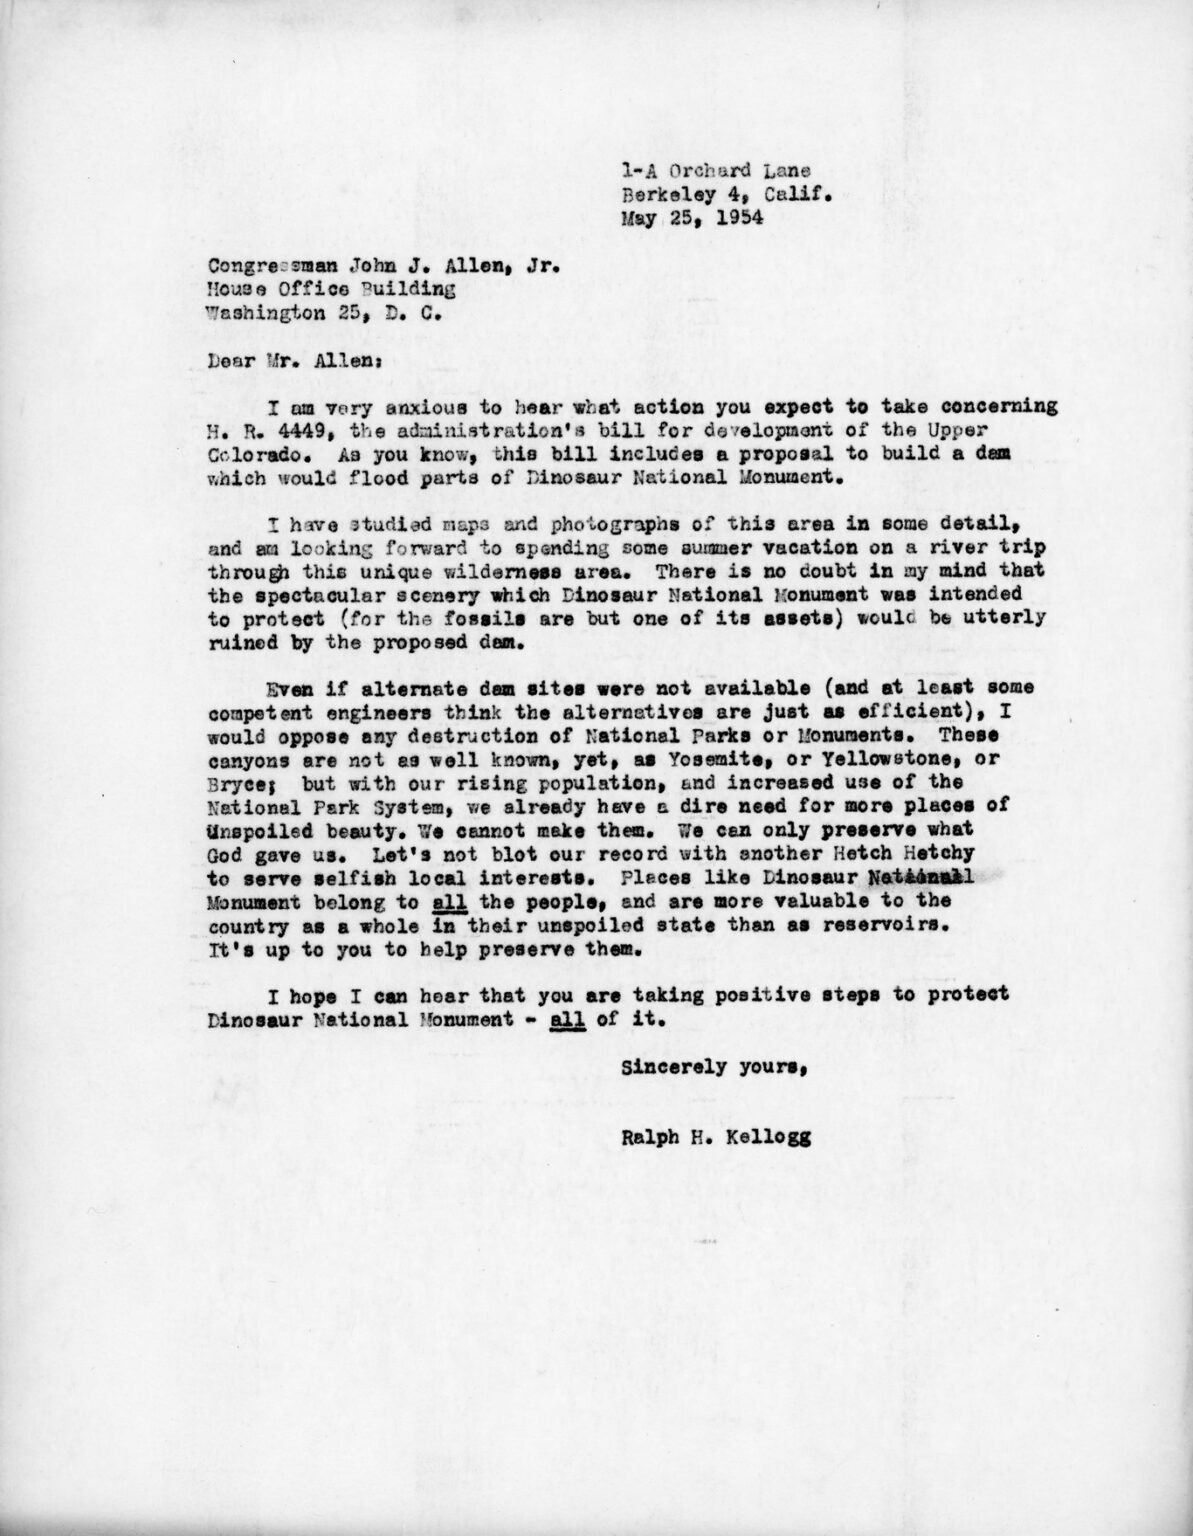 1-A Orchard Lane
Berkeley 4, Calif.
May 25, 1954
Congressman John J. Allen, Jr.
House Office Building
Washington 25, D. C.
Dear Mr. Allen:
I am very anxious to hear what action you expect to take concerning
H. R. 4449, the administration's bill for development of the Upper
Colorado. As you know, this bill includes a proposal to build a dam
which would flood parts of Dinosaur National Monument.
I have studied maps and photographs of this area in some detail,
and am looking forward to spending some summer vacation on a river trip
through this unique wilderness area. There is no doubt in my mind that
the spectacular scenery which Dinosaur National Monument was intended
to protect (for the fossils are but one of its assets) would be utterly
ruined by the proposed dam.
Even if alternate dam sites were not available (and at least some
competent engineers think the alternatives are just as efficient), I
would oppose any destruction of National Parks or Monuments. These
canyons are not as well known, yet, as Yosemite, or Yellowstone, or
Bryce; but with our rising population, and increased use of the
National Park System, we already have a dire need for more places of
Unspoiled beauty. We cannot make them. We can only preserve what
God gave us. Let's not blot our record with another Hetch Hetchy
to serve selfish local interests. Places like Dinosaur Nationall
Monument belong to all the people, and are more valuable to the
country as a whole in their unspoiled state than as reservoirs.
It's up to you to help preserve them.
I hope I can hear that you are taking positive steps to protect
Dinosaur National Monument - all of it.
Sincerely yours,
Ralph H. Kellogg